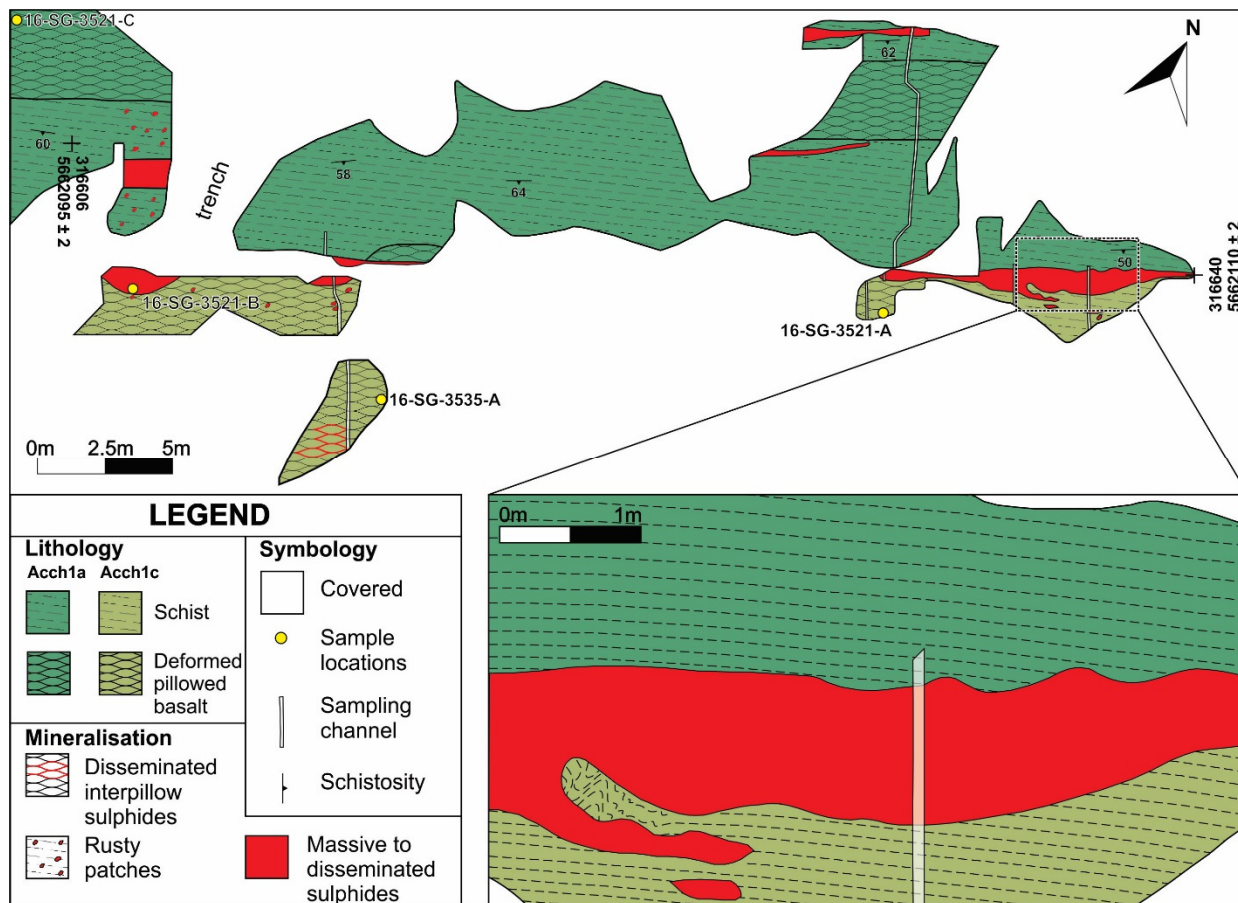 16-SG-3521-C
N
62
60
316606
5662095 ± 2
trench
58
64
50
316640
5662110 ± 2
16-SG-3521-B
16-SG-3521-A
16-SG-3535-A
0m 2.5m 5m
LEGEND
Lithology
Acch1a Acch1c
Schist
Deformed
pillowed
basalt
Mineralisation
Disseminated
interpillow
sulphides
Rusty
patches
Symbology
Covered
Sample
locations
Sampling
channel
Schistosity
Massive to
disseminated
sulphides
0m 1m